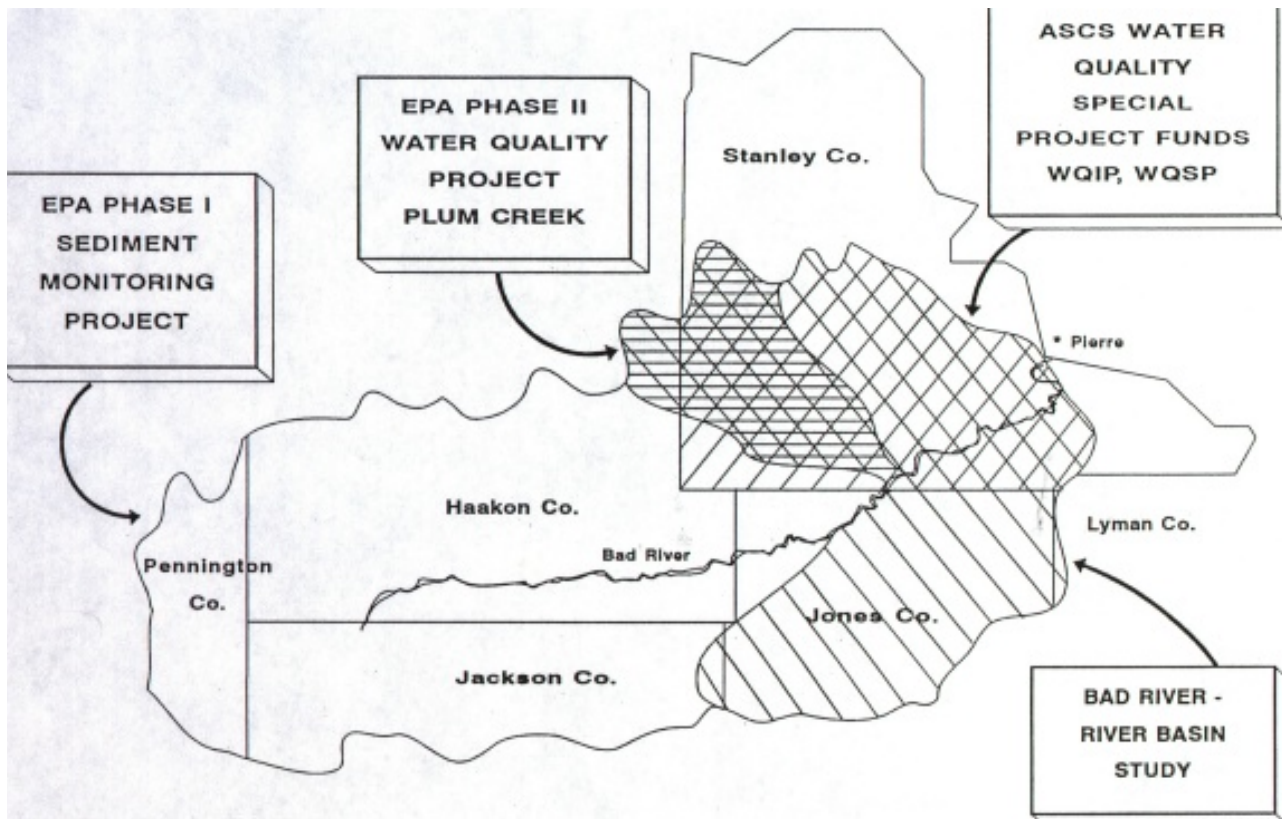 ASCS WATER
QUALITY
SPECIAL
PROJECT FUNDS
WQIP, WQSP
EPA PHASE II
WATER QUALITY
PROJECT
PLUM CREEK
Stanley Co.
EPA PHASE I
SEDIMENT
MONITORING
PROJECT
* Pierre
Haakon Co.
Lyman Co.
Bad River
Pennington
Co.
Jones Co.
Jackson Co.
BAD RIVER -
RIVER BASIN
STUDY